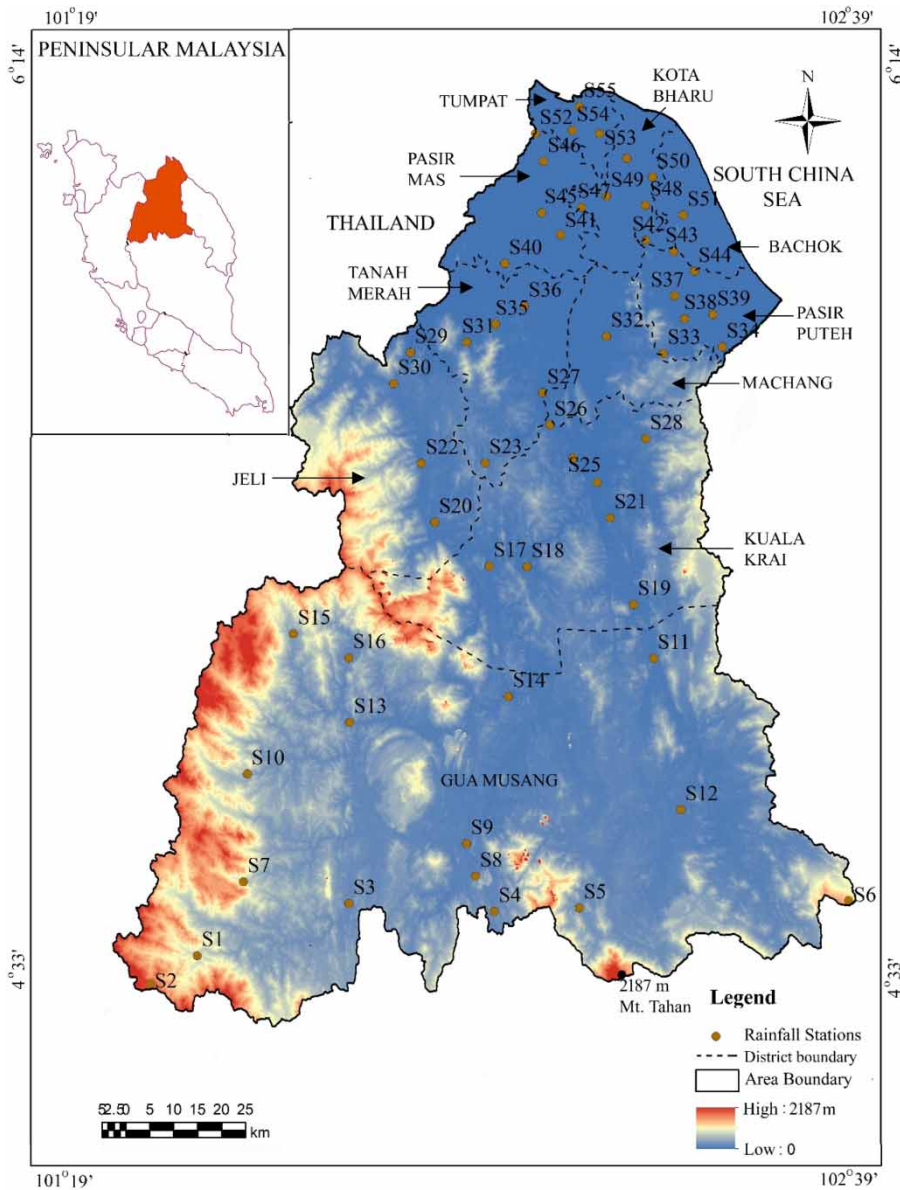 101°19'
102°39'
6°14'
6°14'
PENINSULAR MALAYSIA
N
KOTA
BHARU
TUMPAT
S55
S52
S54
S53
S46
PASIR
MAS
S50
SOUTH CHINA
SEA
S49
S47
S48
S45
S51
S41
THAILAND
S42
S43
BACHOK
S40
S44
TANAH
MERAH
S36
S37
S35
S38
S39
PASIR
PUTEH
S31
S32
S29
S33
S34
S30
MACHANG
S27
S26
S28
S22
S23
S25
JELI
S21
S20
KUALA
KRAI
S17
S18
S19
S15
S16
S11
S14
S13
S10
GUA MUSANG
S12
S9
S8
S7
S3
S4
S5
S6
S1
S2
4°33'
4°33'
2187 m
Mt. Tahan
Legend
Rainfall Stations
District boundary
Area Boundary
High : 2187 m
Low : 0
5 2.5 0 5 10 15 20 25
km
101°19'
102°39'